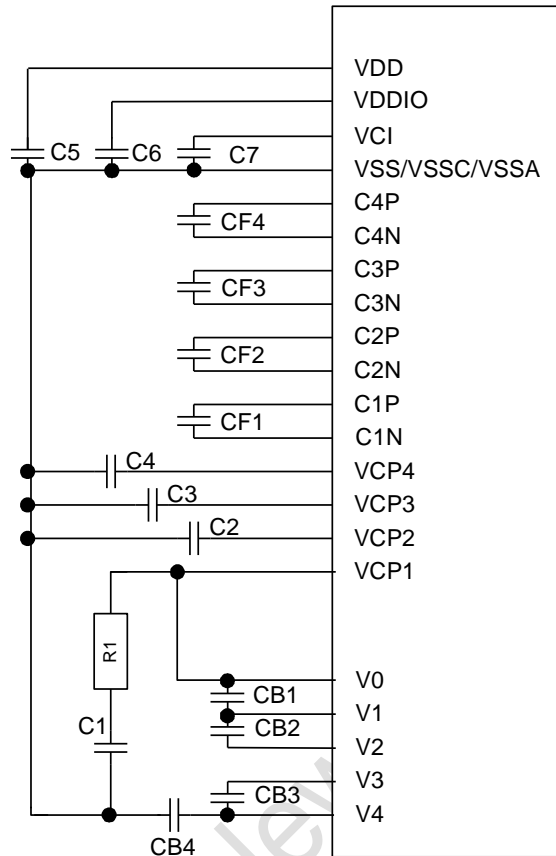 VDD
VDDIO
VCI
C5
C6
C7
VSS/VSSC/VSSA
C4P
CF4
C4N
C3P
CF3
C3N
C2P
CF2
C2N
C1P
CF1
C1N
C4
VCP4
C3
VCP3
C2
VCP2
VCP1
R1
V0
CB1
V1
C1
CB2
V2
V3
CB3
V4
CB4